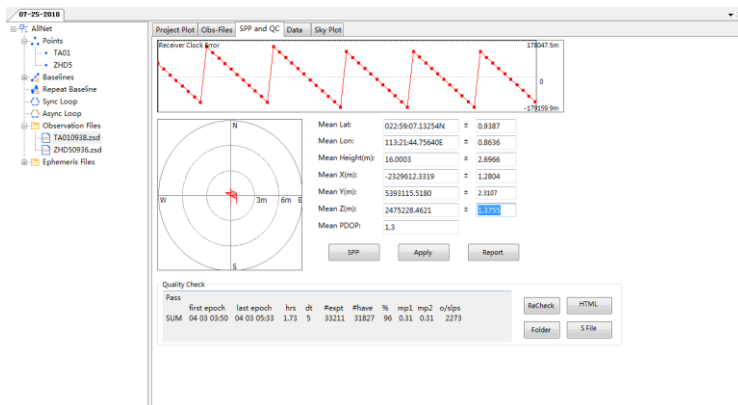 07-25-2018
AllNet
Points
TA01
ZHD5
Baselines
Repeat Baseline
Sync Loop
Async Loop
Observation Files
TA010938.zsd
ZHD50936.zsd
Ephemeris Files
Project Plot Obs-Files SPP and QC Data Sky Plot
Receiver Clock Error 178047.5m
0
-179159.9m
N
W 3m 6m E
S
Mean Lat: 022:59:07.13254N ± 0.9387
Mean Lon: 113:21:44.75640E ± 0.8636
Mean Height(m): 16.0003 ± 2.6966
Mean X(m): -2329612.3319 ± 1.2804
Mean Y(m): 5393115.5180 ± 2.3107
Mean Z(m): 2475228.4621 ± 1.3755
Mean PDOP: 1.3
SPP Apply Report
Quality Check
Pass
first epoch last epoch hrs dt #expt #have % mp1 mp2 o/slps
SUM 04 03 03:50 04 03 05:33 1.73 5 33211 31827 96 0.31 0.31 2273
ReCheck HTML
Folder S File